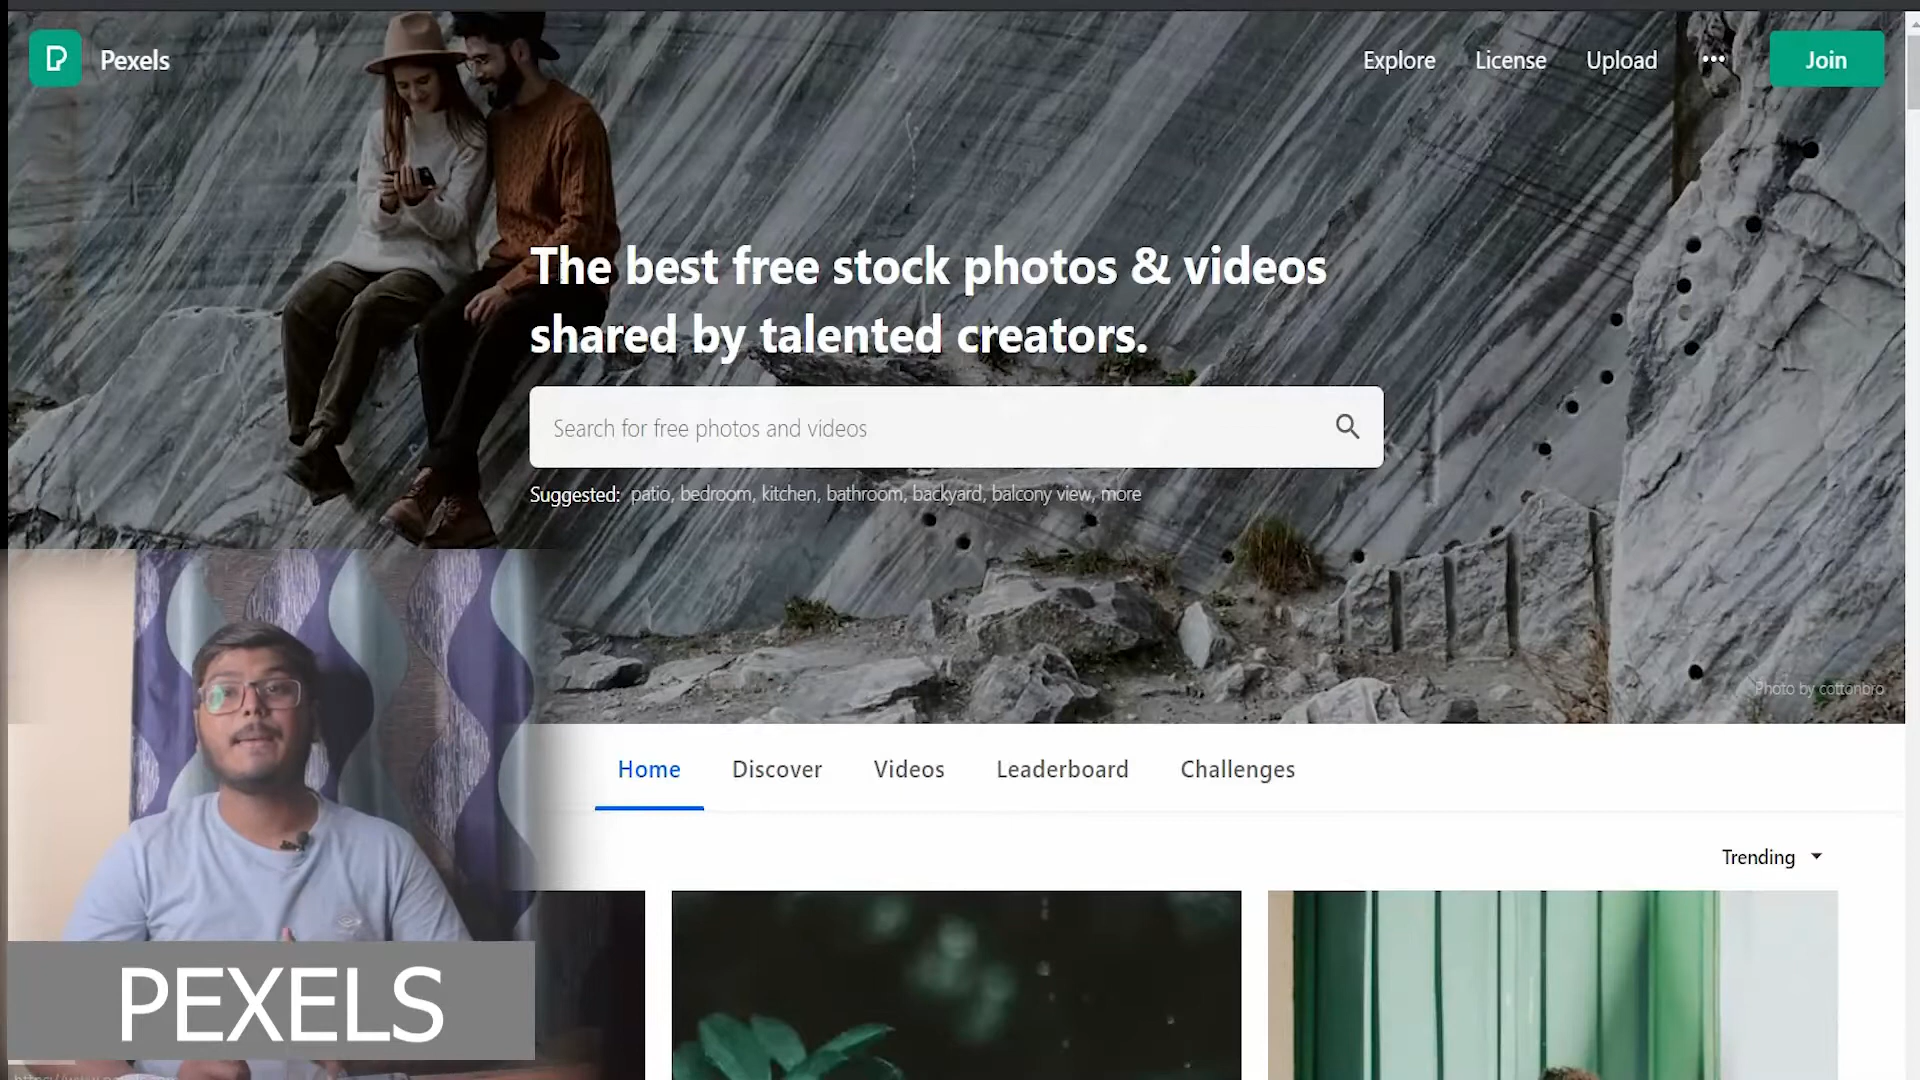 Pexels
Explore
License
Upload
Join
The best free stock photos & videos
shared by talented creators.
Search for free photos and videos
Suggested: patio, bedroom, kitchen, bathroom, backyard, balcony view, more
Photo by cottonbro
Home
Discover
Videos
Leaderboard
Challenges
Trending
PEXELS